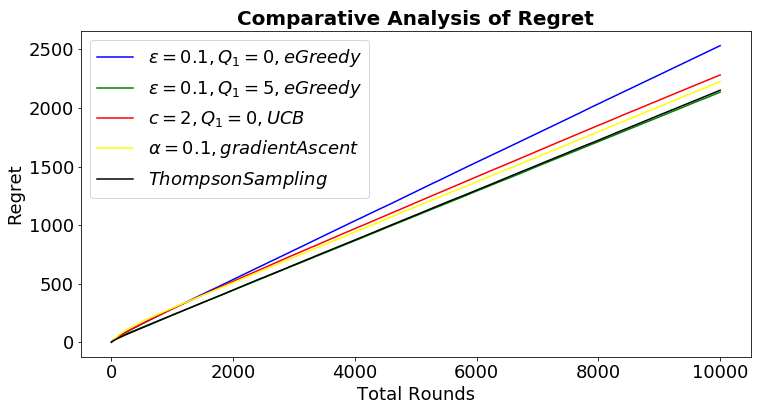 Comparative Analysis of Regret
ε = 0.1, Q₁ = 0, eGreedy
ε = 0.1, Q₁ = 5, eGreedy
c = 2, Q₁ = 0, UCB
α = 0.1, gradientAscent
ThompsonSampling
Regret
2500
2000
1500
1000
500
0
0 2000 4000 6000 8000 10000
Total Rounds